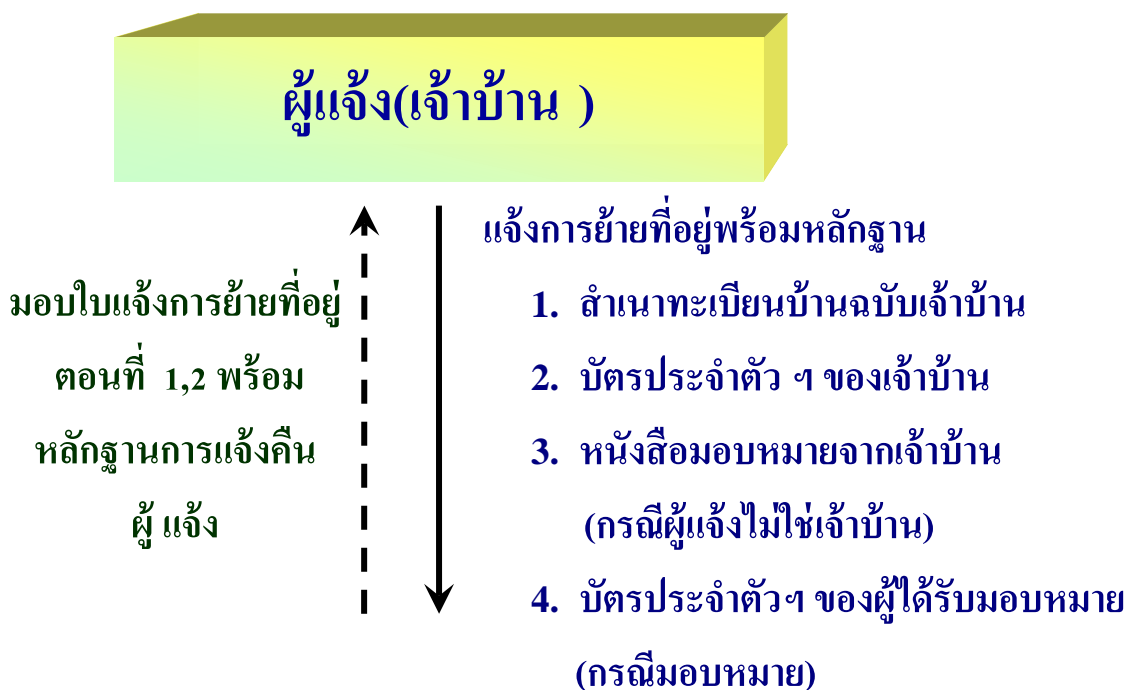 ผู้แจ้ง(เจ้าบ้าน )
แจ้งการย้ายที่อยู่พร้อมหลักฐาน
1. สำเนาทะเบียนบ้านฉบับเจ้าบ้าน
2. บัตรประจำตัว ฯ ของเจ้าบ้าน
3. หนังสือมอบหมายจากเจ้าบ้าน
(กรณีผู้แจ้งไม่ใช่เจ้าบ้าน)
4. บัตรประจำตัวฯ ของผู้ได้รับมอบหมาย
(กรณีมอบหมาย)
มอบใบแจ้งการย้ายที่อยู่
ตอนที่ 1,2 พร้อม
หลักฐานการแจ้งคืน
ผู้ แจ้ง